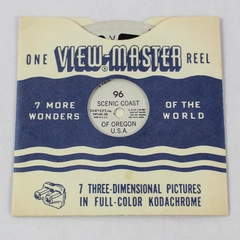 ONE VIEW-MASTER REEL
96
SCENIC COAST
7 MORE WONDERS
OF THE WORLD
OF OREGON
U.S.A.
7 THREE-DIMENSIONAL PICTURES
IN FULL-COLOR KODACHROME